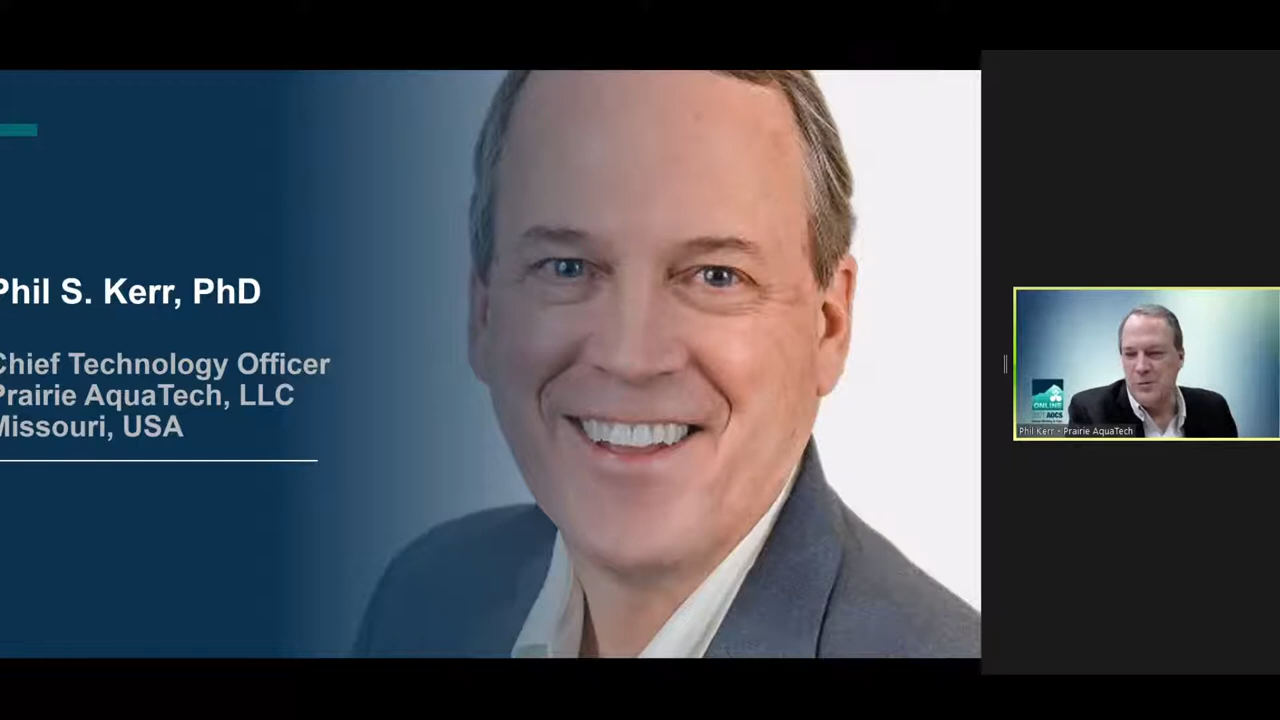 Phil S. Kerr, PhD
Chief Technology Officer
Prairie AquaTech, LLC
Missouri, USA
ONLINE
AOCS
Phil Kerr - Prairie AquaTech